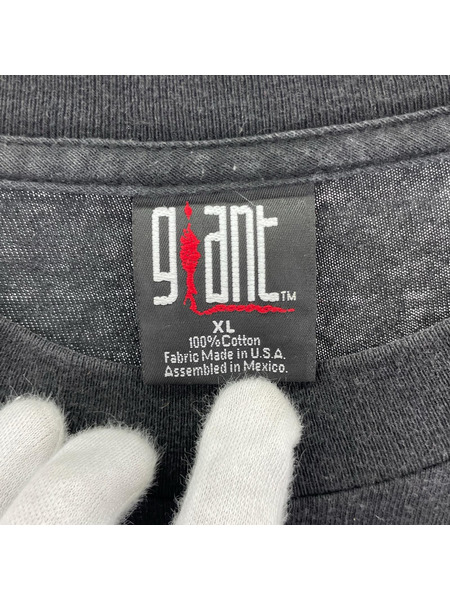 giant™
XL
100% Cotton
Fabric Made in U.S.A.
Assembled in Mexico.